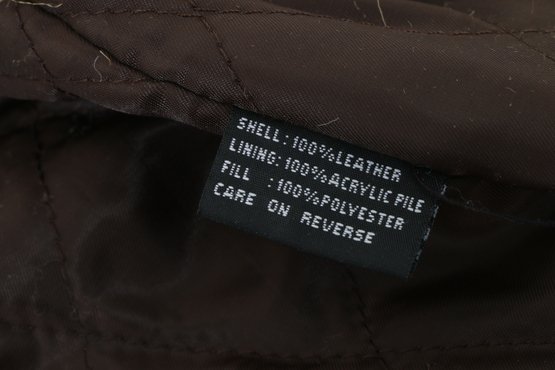 SHELL:100%LEATHER
LINING:100%ACRYLIC PILE
FILL :100%POLYESTER
CARE ON REVERSE